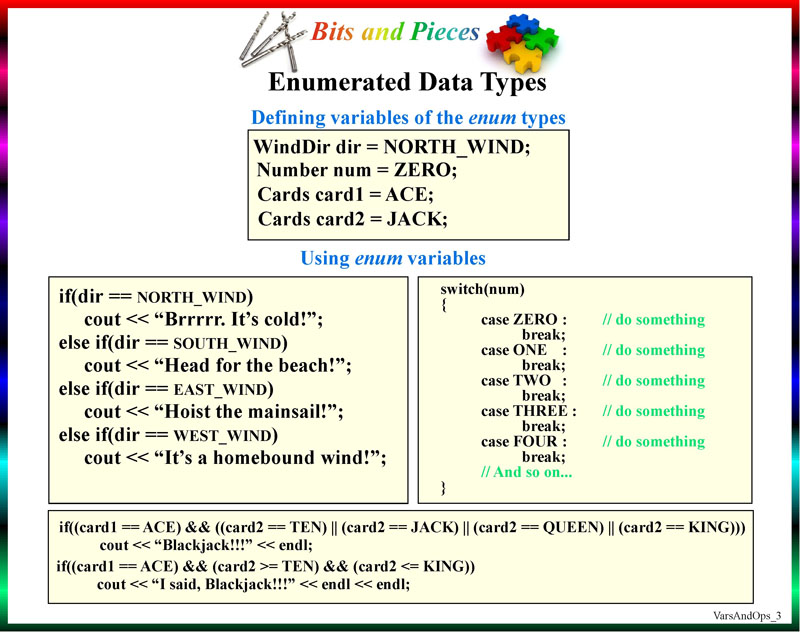 Bits and Pieces
Enumerated Data Types
Defining variables of the enum types
WindDir dir = NORTH_WIND;
Number num = ZERO;
Cards card1 = ACE;
Cards card2 = JACK;
Using enum variables
if(dir == NORTH_WIND)
cout << “Brrrrr. It’s cold!”;
else if(dir == SOUTH_WIND)
cout << “Head for the beach!”;
else if(dir == EAST_WIND)
cout << “Hoist the mainsail!”;
else if(dir == WEST_WIND)
cout << “It’s a homebound wind!”;
switch(num)
{
case ZERO : // do something
break;
case ONE : // do something
break;
case TWO : // do something
break;
case THREE : // do something
break;
case FOUR : // do something
break;
// And so on...
}
if((card1 == ACE) && ((card2 == TEN) || (card2 == JACK) || (card2 == QUEEN) || (card2 == KING)))
cout << “Blackjack!!!” << endl;
if((card1 == ACE) && (card2 >= TEN) && (card2 <= KING))
cout << “I said, Blackjack!!!” << endl << endl;
VarsAndOps_3